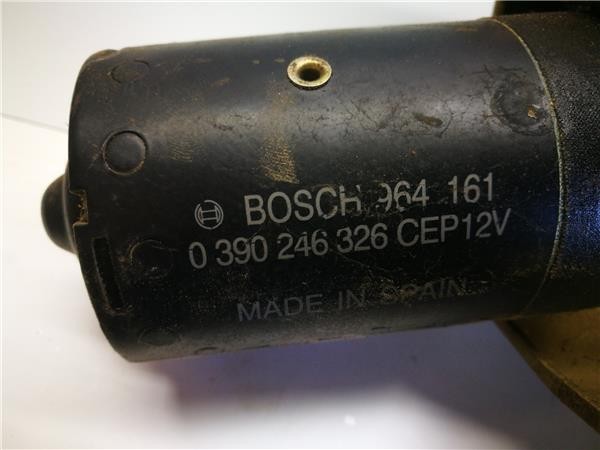 BOSCH 964 161
0 390 246 326 CEP12V
MADE IN SPAIN